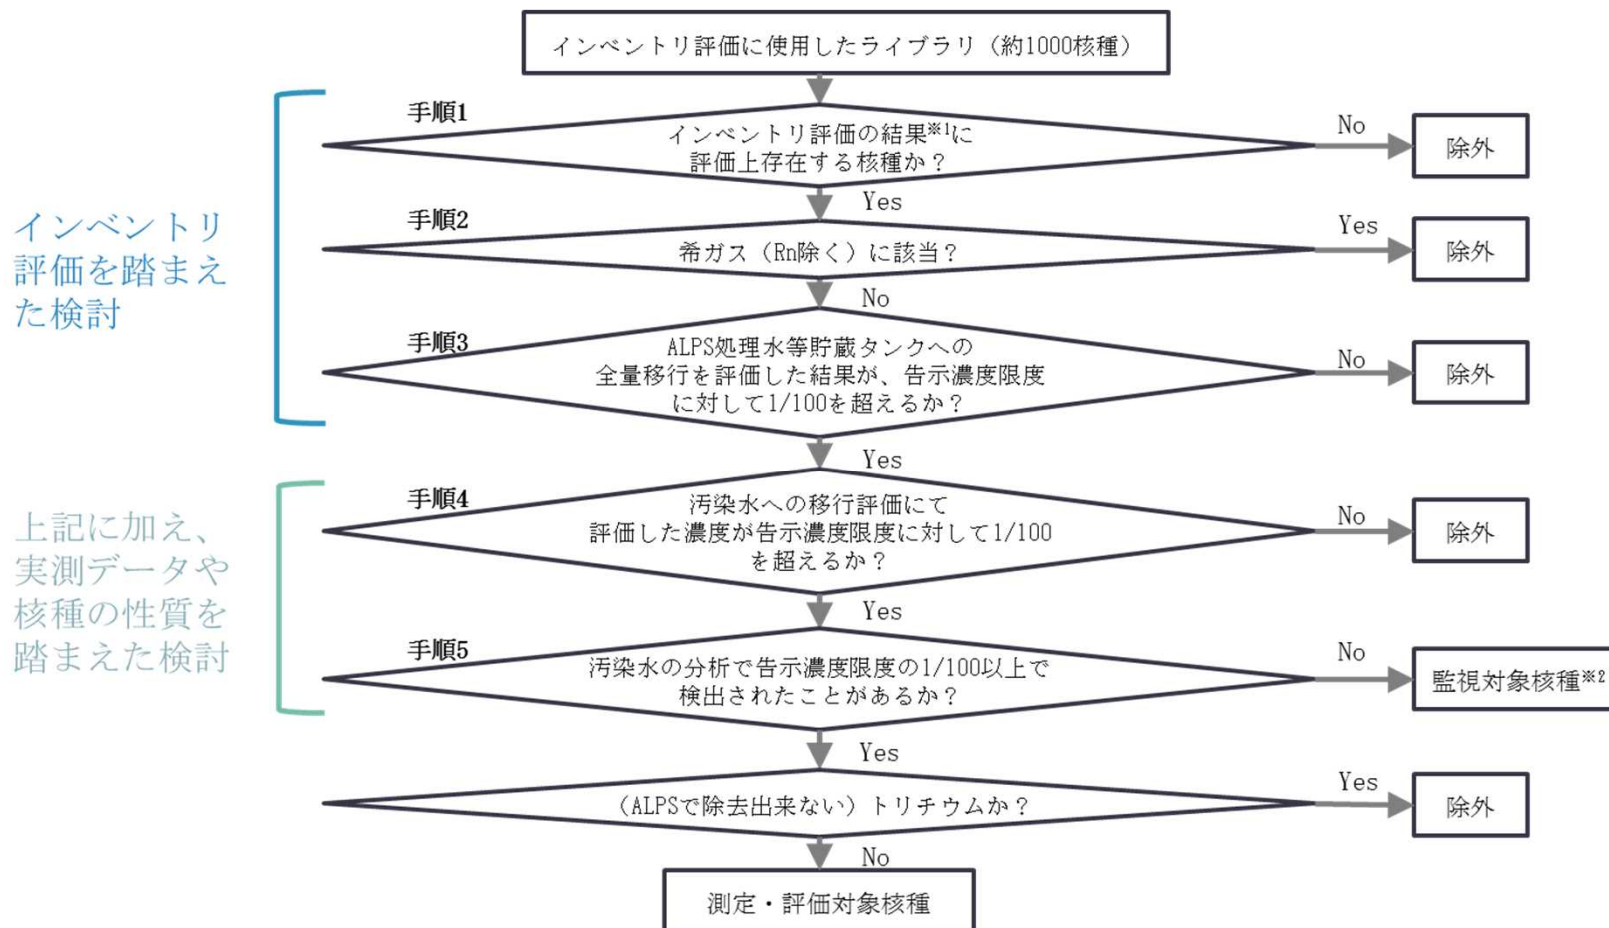 インベントリ評価に使用したライブラリ（約1000核種）
手順1
インベントリ評価の結果※1に
評価上存在する核種か？
No
除外
Yes
手順2
希ガス（Rn除く）に該当？
Yes
除外
No
インベントリ
評価を踏まえ
た検討
手順3
ALPS処理水等貯蔵タンクへの
全量移行を評価した結果が、告示濃度限度
に対して1/100を超えるか？
No
除外
Yes
手順4
汚染水への移行評価にて
評価した濃度が告示濃度限度に対して1/100
を超えるか？
No
除外
Yes
上記に加え、
実測データや
核種の性質を
踏まえた検討
手順5
汚染水の分析で告示濃度限度の1/100以上で
検出されたことがあるか？
No
監視対象核種※2
Yes
（ALPSで除去出来ない）トリチウムか？
Yes
除外
No
測定・評価対象核種